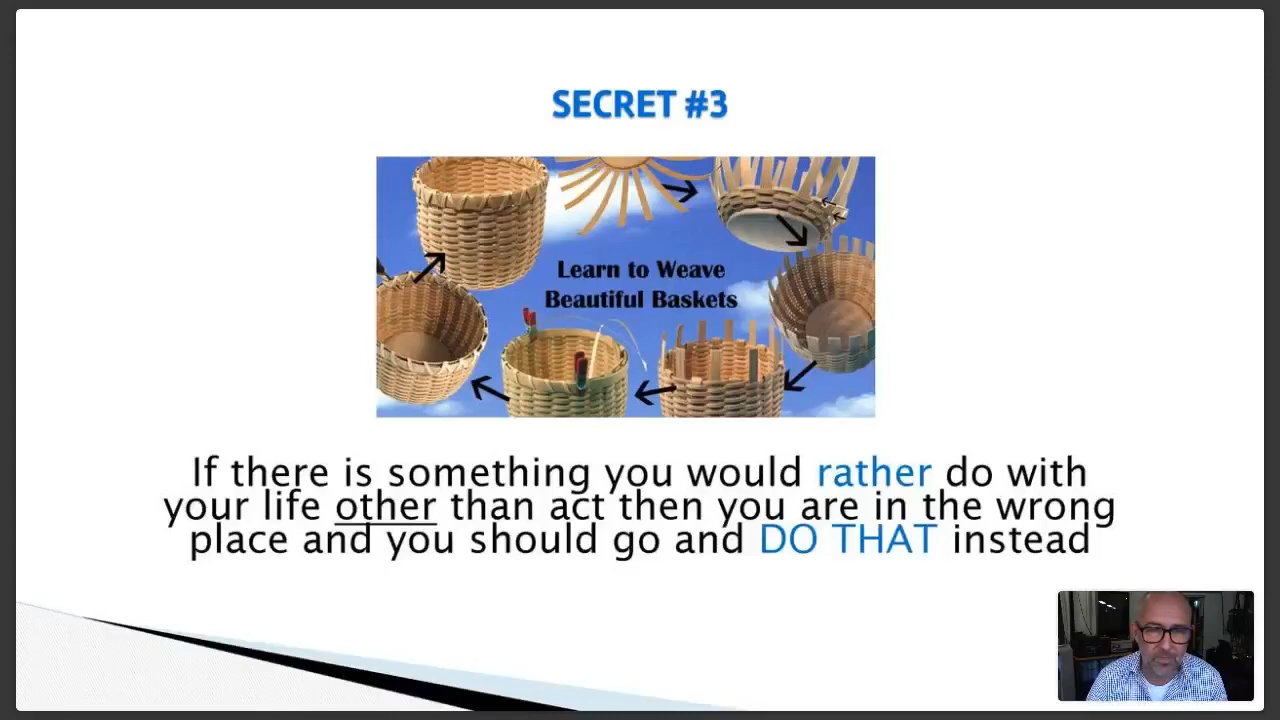 SECRET #3
Learn to Weave
Beautiful Baskets
If there is something you would rather do with
your life other than act then you are in the wrong
place and you should go and DO THAT instead